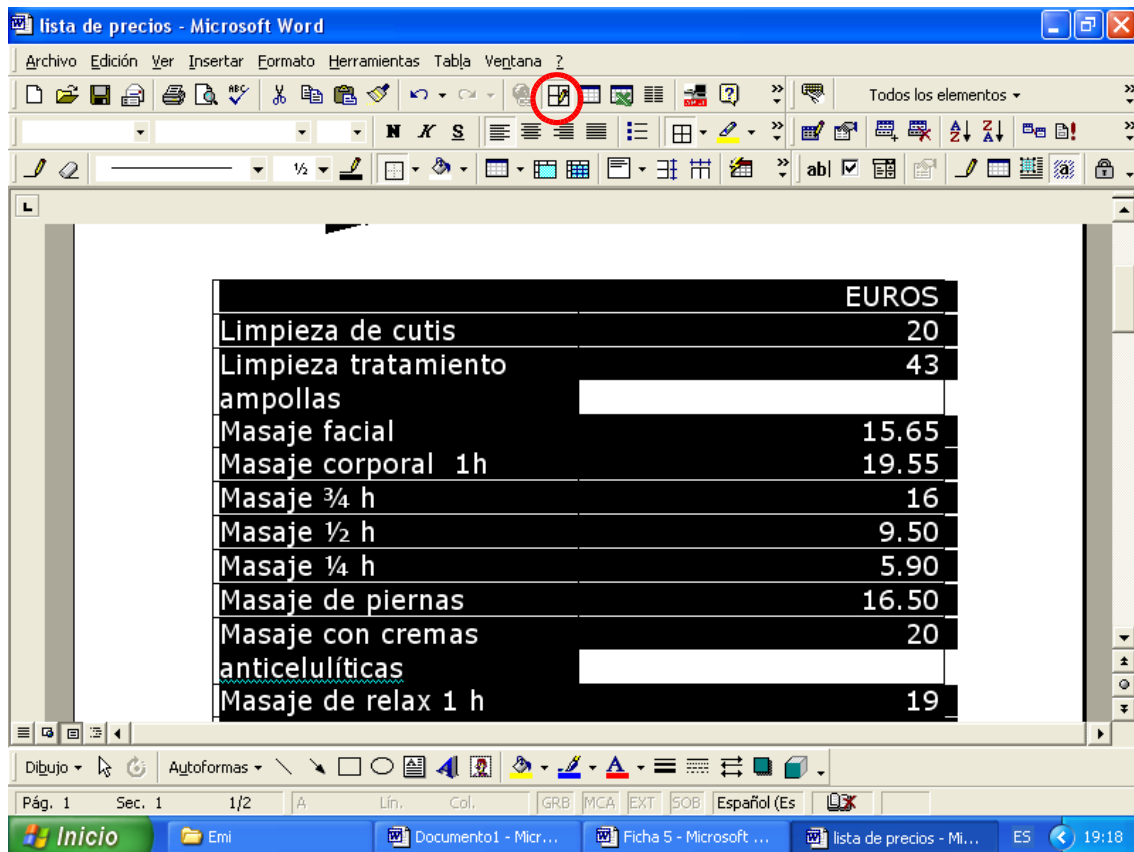 lista de precios - Microsoft Word
Archivo Edición Ver Insertar Formato Herramientas Tabla Ventana ?
ABC Todos los elementos
N K S A Z Z A
½ ab| a
L
EUROS
Limpieza de cutis 20
Limpieza tratamiento 43
ampollas
Masaje facial 15.65
Masaje corporal 1h 19.55
Masaje ¾ h 16
Masaje ½ h 9.50
Masaje ¼ h 5.90
Masaje de piernas 16.50
Masaje con cremas 20
anticelulíticas
Masaje de relax 1 h 19
Dibujo Autoformas A A
Pág. 1 Sec. 1 1/2 A Lín. Col. GRB MCA EXT SOB Español (Es
Inicio Emi Documento1 - Micr... Ficha 5 - Microsoft ... lista de precios - Mi... ES 19:18